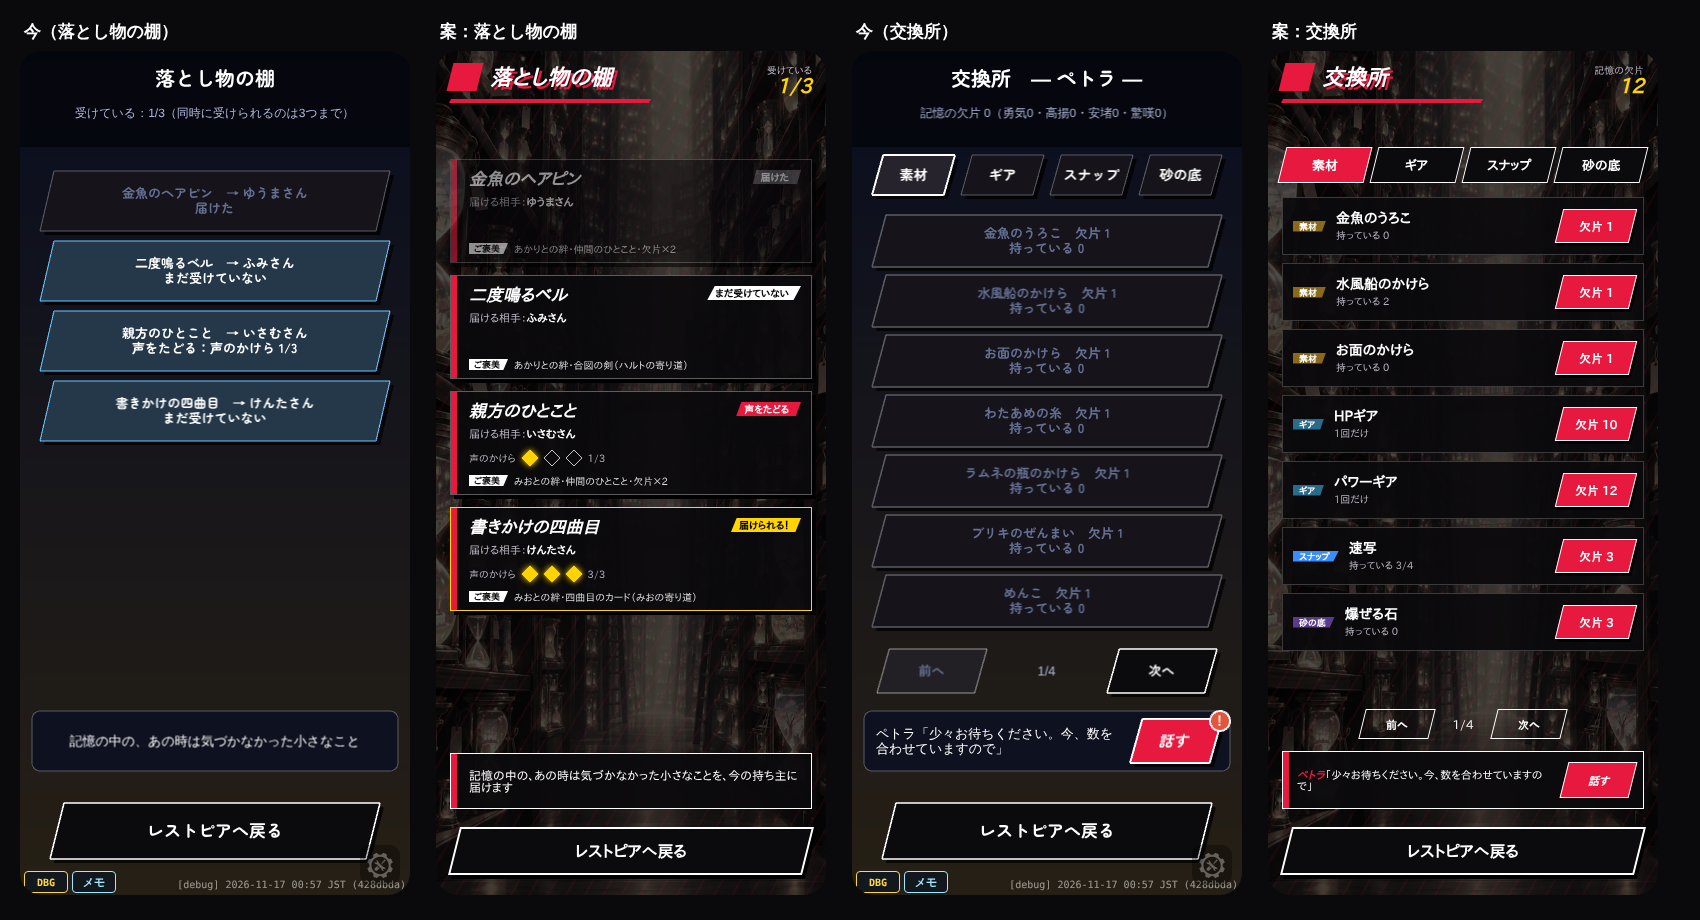 今（落とし物の棚）
落とし物の棚
受けている：1/3（同時に受けられるのは3つまで）
金魚のヘアピン　→ ゆうまさん
届けた
二度鳴るベル　→ ふみさん
まだ受けていない
親方のひとこと　→ いさむさん
声をたどる：声のかけら 1/3
書きかけの四曲目　→ けんたさん
まだ受けていない
記憶の中の、あの時は気づかなかった小さなこと
レストピアへ戻る
DBG
メモ
[debug] 2026-11-17 00:57 JST (428dbda)
案：落とし物の棚
落とし物の棚
受けている
1/3
金魚のヘアピン
届けた
届ける相手：ゆうまさん
ご褒美 あかりとの絆・仲間のひとこと・欠片×2
二度鳴るベル
まだ受けていない
届ける相手：ふみさん
ご褒美 あかりとの絆・合図の剣（ハルトの寄り道）
親方のひとこと
声をたどる
届ける相手：いさむさん
声のかけら 1/3
ご褒美 みおとの絆・仲間のひとこと・欠片×2
書きかけの四曲目
届けられる！
届ける相手：けんたさん
声のかけら 3/3
ご褒美 みおとの絆・四曲目のカード（みおの寄り道）
記憶の中の、あの時は気づかなかった小さなことを、今の持ち主に
届けます
レストピアへ戻る
今（交換所）
交換所　― ペトラ ―
記憶の欠片 0（勇気0・高揚0・安堵0・驚嘆0）
素材
ギア
スナップ
砂の底
金魚のうろこ　欠片 1
持っている 0
水風船のかけら　欠片 1
持っている 0
お面のかけら　欠片 1
持っている 0
わたあめの糸　欠片 1
持っている 0
ラムネの瓶のかけら　欠片 1
持っている 0
ブリキのぜんまい　欠片 1
持っている 0
めんこ　欠片 1
持っている 0
前へ
1/4
次へ
ペトラ「少々お待ちください。今、数を
合わせていますので」
話す
!
レストピアへ戻る
DBG
メモ
[debug] 2026-11-17 00:57 JST (428dbda)
案：交換所
交換所
記憶の欠片
12
素材
ギア
スナップ
砂の底
素材
金魚のうろこ
持っている 0
欠片 1
素材
水風船のかけら
持っている 2
欠片 1
素材
お面のかけら
持っている 0
欠片 1
ギア
HPギア
1回だけ
欠片 10
ギア
パワーギア
1回だけ
欠片 12
スナップ
速写
持っている 3/4
欠片 3
砂の底
爆ぜる石
持っている 0
欠片 3
前へ
1/4
次へ
ペトラ「少々お待ちください。今、数を合わせていますの
で」
話す
レストピアへ戻る